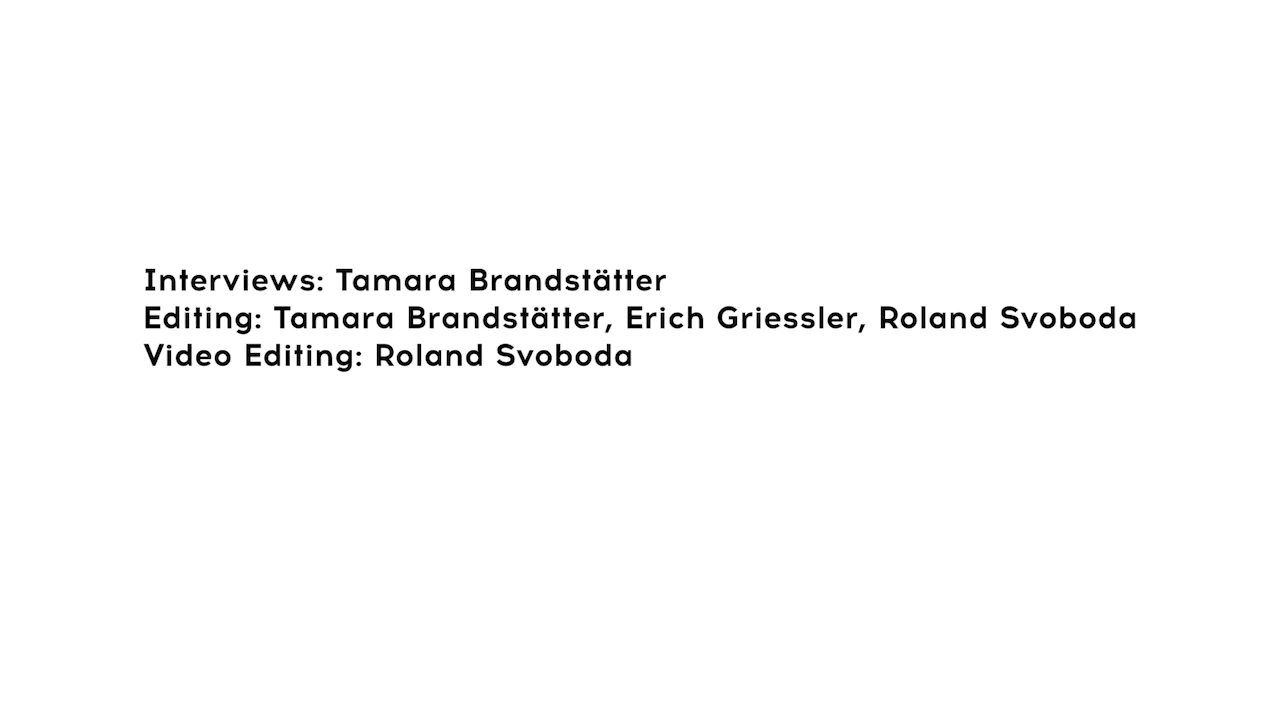 Interviews: Tamara Brandstätter
Editing: Tamara Brandstätter, Erich Griessler, Roland Svoboda
Video Editing: Roland Svoboda